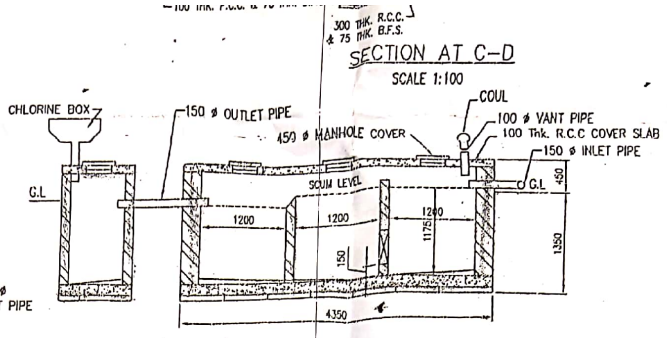 300 THK. R.C.C.
& 75 THK. B.F.S.
SECTION AT C-D
SCALE 1:100
COUL
CHLORINE BOX
150 ø OUTLET PIPE
100 ø VANT PIPE
450 ø MANHOLE COVER
100 Thk. R.C.C COVER SLAB
150 ø INLET PIPE
SCUM LEVEL
450
G.L
G.L
1200
1200
1200
1175
150
1350
ø
PIPE
4350